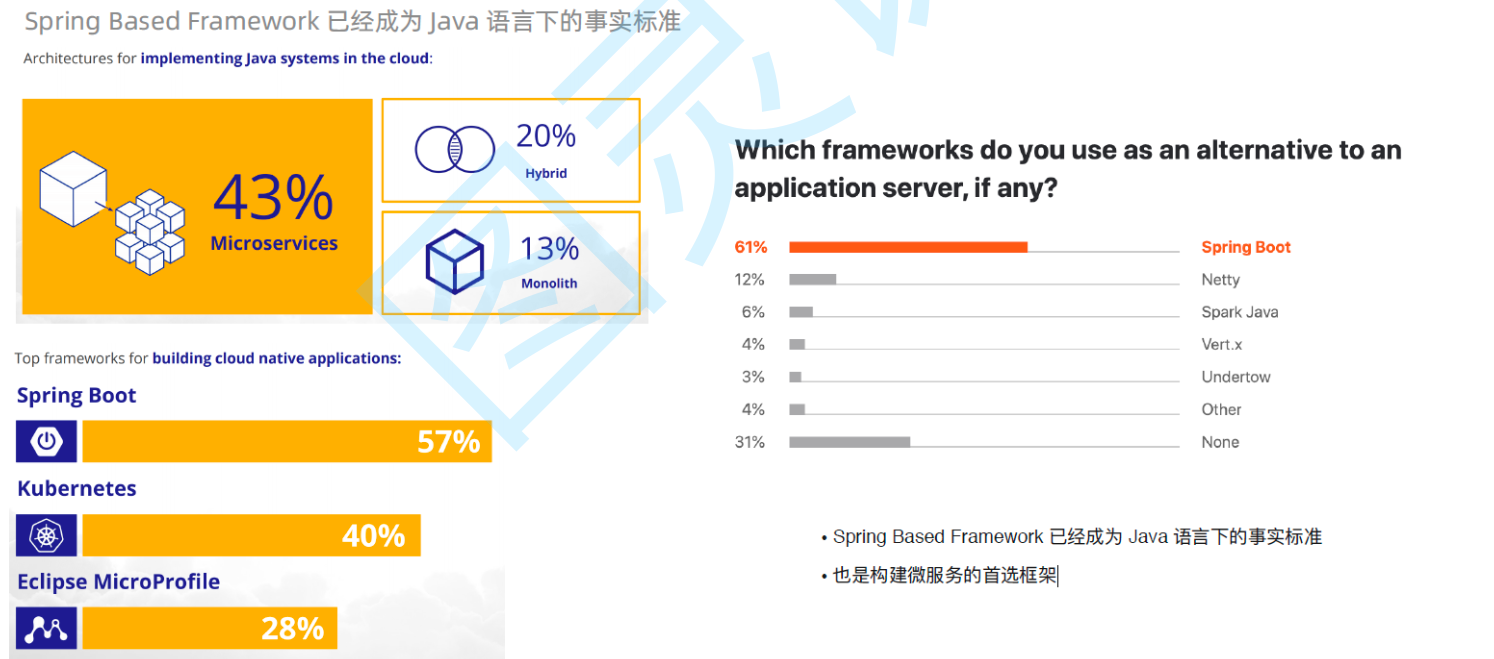 Spring Based Framework 已经成为 Java 语言下的事实标准
Architectures for implementing Java systems in the cloud:
43%
Microservices
20%
Hybrid
13%
Monolith
Top frameworks for building cloud native applications:
Spring Boot
57%
Kubernetes
40%
Eclipse MicroProfile
28%
Which frameworks do you use as an alternative to an
application server, if any?
61% Spring Boot
12% Netty
6% Spark Java
4% Vert.x
3% Undertow
4% Other
31% None
• Spring Based Framework 已经成为 Java 语言下的事实标准
• 也是构建微服务的首选框架
图灵